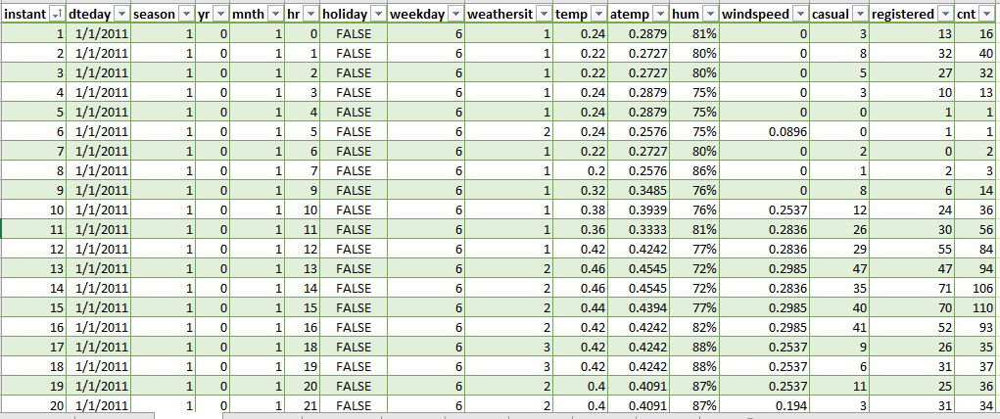 instant dteday season yr mnth hr holiday weekday weathersit temp atemp hum windspeed casual registered cnt
1 1/1/2011 1 0 1 0 FALSE 6 1 0.24 0.2879 81% 0 3 13 16
2 1/1/2011 1 0 1 1 FALSE 6 1 0.22 0.2727 80% 0 8 32 40
3 1/1/2011 1 0 1 2 FALSE 6 1 0.22 0.2727 80% 0 5 27 32
4 1/1/2011 1 0 1 3 FALSE 6 1 0.24 0.2879 75% 0 3 10 13
5 1/1/2011 1 0 1 4 FALSE 6 1 0.24 0.2879 75% 0 0 1 1
6 1/1/2011 1 0 1 5 FALSE 6 2 0.24 0.2576 75% 0.0896 0 1 1
7 1/1/2011 1 0 1 6 FALSE 6 1 0.22 0.2727 80% 0 2 0 2
8 1/1/2011 1 0 1 7 FALSE 6 1 0.2 0.2576 86% 0 1 2 3
9 1/1/2011 1 0 1 9 FALSE 6 1 0.32 0.3485 76% 0 8 6 14
10 1/1/2011 1 0 1 10 FALSE 6 1 0.38 0.3939 76% 0.2537 12 24 36
11 1/1/2011 1 0 1 11 FALSE 6 1 0.36 0.3333 81% 0.2836 26 30 56
12 1/1/2011 1 0 1 12 FALSE 6 1 0.42 0.4242 77% 0.2836 29 55 84
13 1/1/2011 1 0 1 13 FALSE 6 2 0.46 0.4545 72% 0.2985 47 47 94
14 1/1/2011 1 0 1 14 FALSE 6 2 0.46 0.4545 72% 0.2836 35 71 106
15 1/1/2011 1 0 1 15 FALSE 6 2 0.44 0.4394 77% 0.2985 40 70 110
16 1/1/2011 1 0 1 16 FALSE 6 2 0.42 0.4242 82% 0.2985 41 52 93
17 1/1/2011 1 0 1 18 FALSE 6 3 0.42 0.4242 88% 0.2537 9 26 35
18 1/1/2011 1 0 1 19 FALSE 6 3 0.42 0.4242 88% 0.2537 6 31 37
19 1/1/2011 1 0 1 20 FALSE 6 2 0.4 0.4091 87% 0.2537 11 25 36
20 1/1/2011 1 0 1 21 FALSE 6 2 0.4 0.4091 87% 0.194 3 31 34